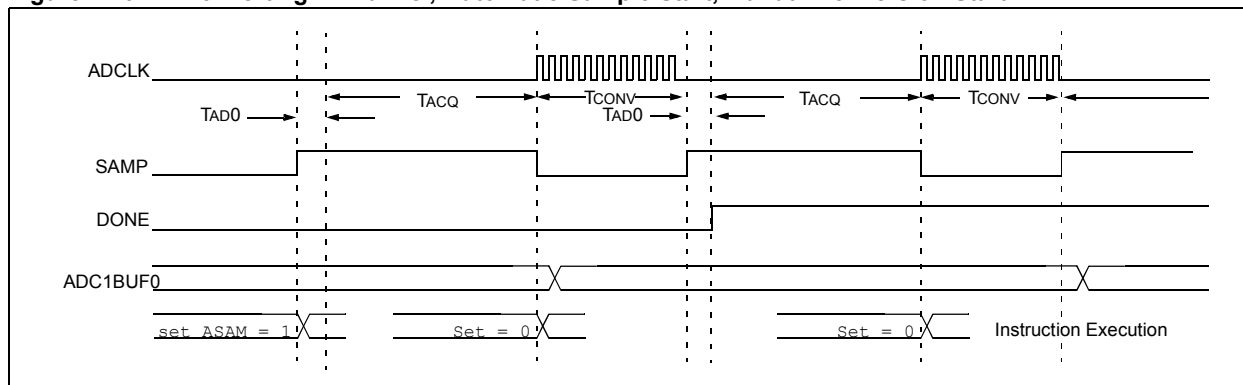 ADCLK
TACQ
TCONV
TACQ
TCONV
TAD0
TAD0
SAMP
DONE
ADC1BUF0
set ASAM = 1
Set = 0
Set = 0
Instruction Execution